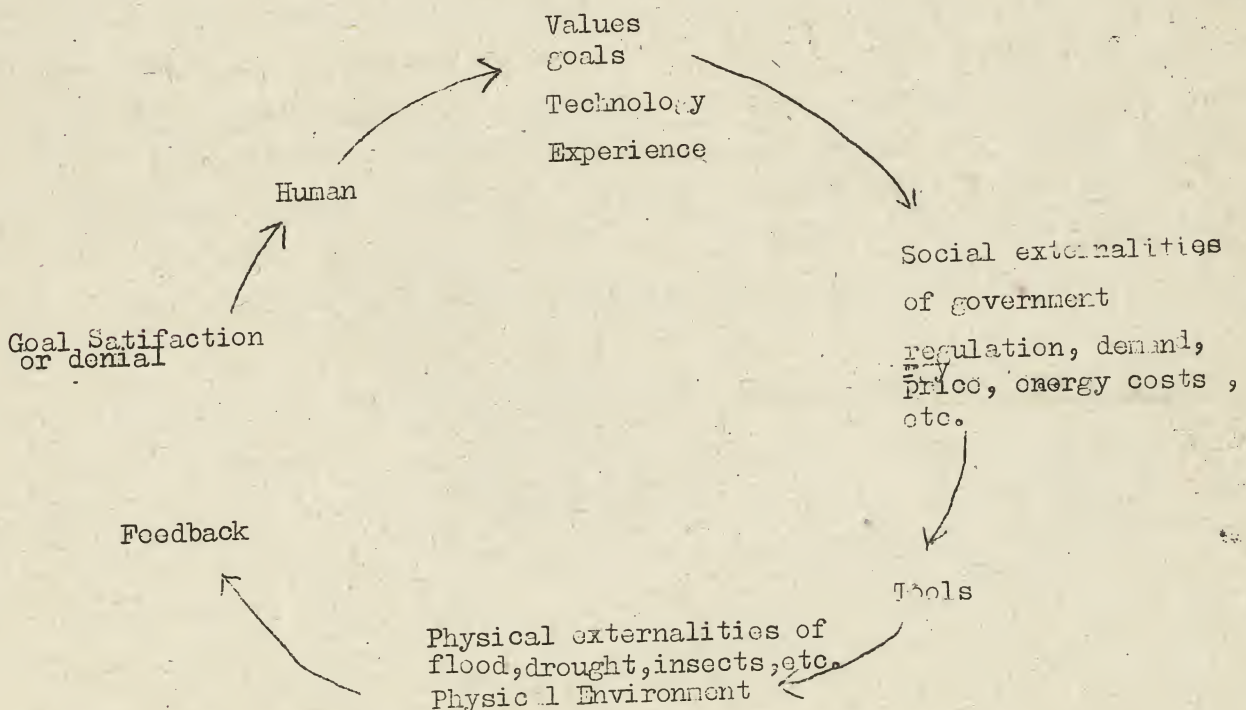 Values
goals
Technology
Experience
Human
Goal Satifaction
or denial
Social externalities
of government
regulation, demand,
price, energy costs ,
etc.
Tools
Physical externalities of
flood,drought,insects,etc.
Physical Environment
Feedback